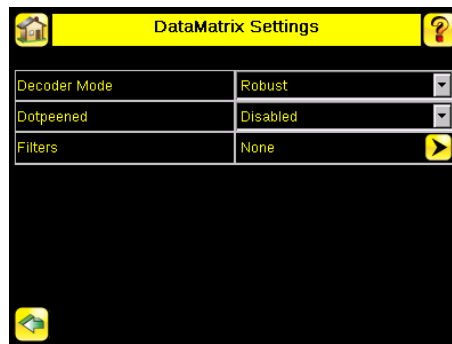 DataMatrix Settings
Decoder Mode Robust
Dotpeened Disabled
Filters None